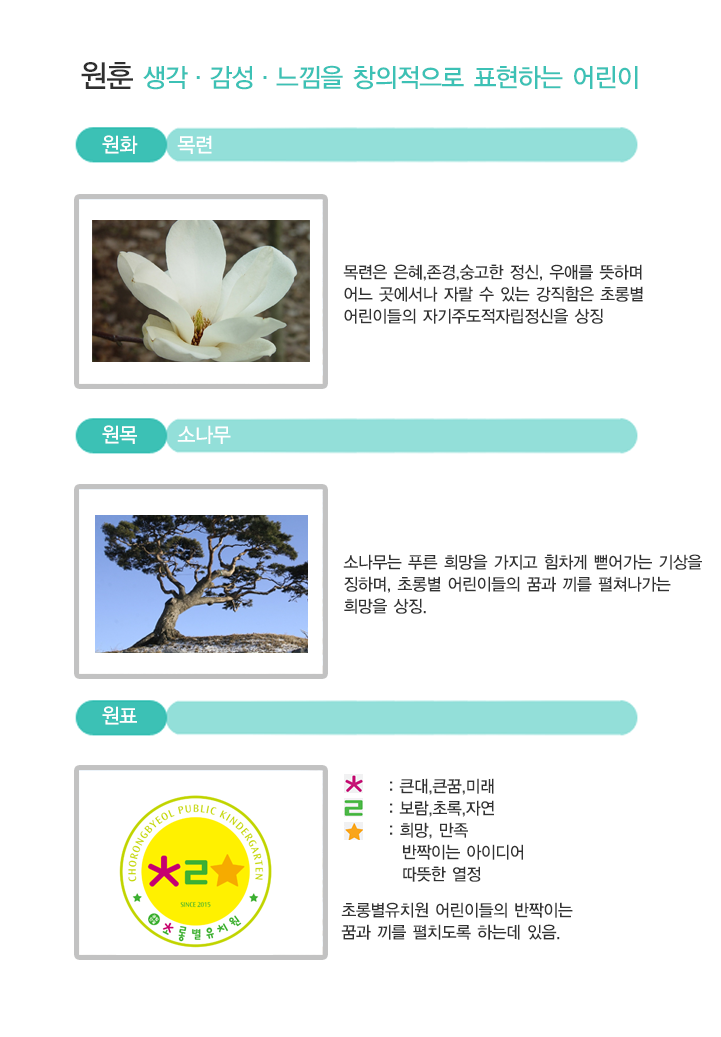 원훈 생각·감성·느낌을 창의적으로 표현하는 어린이
원화 목련
목련은 은혜,존경,숭고한 정신, 우애를 뜻하며
어느 곳에서나 자랄 수 있는 강직함은 초롱별
어린이들의 자기주도적자립정신을 상징
원목 소나무
소나무는 푸른 희망을 가지고 힘차게 뻗어가는 기상을
징하며, 초롱별 어린이들의 꿈과 끼를 펼쳐나가는
희망을 상징.
원표
CHORONGBYEOL PUBLIC KINDERGARTEN
ㅊㄹ
SINCE 2015
초롱별유치원
: 큰대,큰꿈,미래
ㄹ : 보람,초록,자연
: 희망, 만족
반짝이는 아이디어
따뜻한 열정
초롱별유치원 어린이들의 반짝이는
꿈과 끼를 펼치도록 하는데 있음.